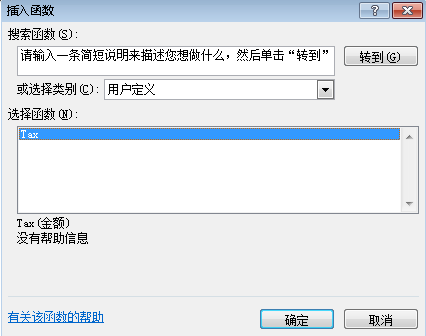 插入函数
搜索函数(S):
请输入一条简短说明来描述您想做什么，然后单击“转到”
转到(G)
或选择类别(C): 用户定义
选择函数(N):
Tax
Tax(金额)
没有帮助信息
有关该函数的帮助
确定
取消